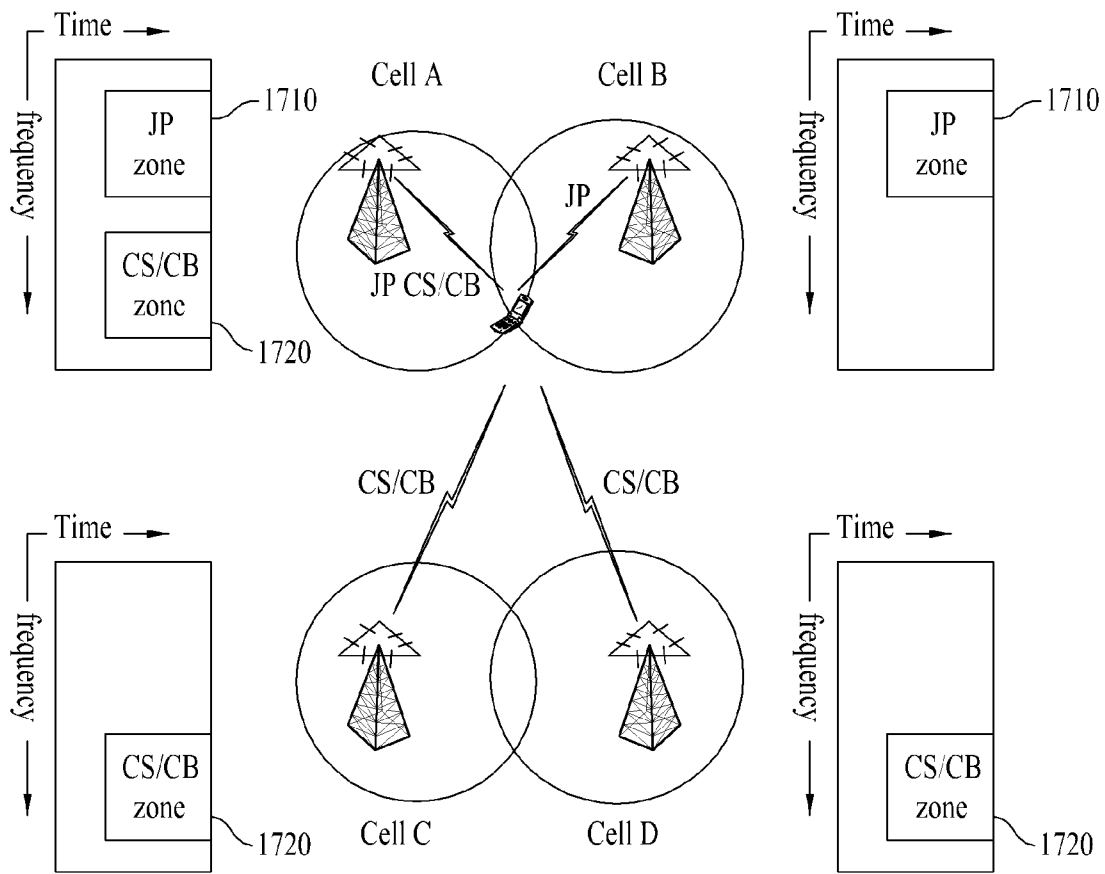 Time
frequency
JP
zone
1710
CS/CB
zone
1720
Cell A
Cell B
JP
JP CS/CB
Time
frequency
JP
zone
1710
CS/CB
CS/CB
Time
frequency
CS/CB
zone
1720
Cell C
Cell D
Time
frequency
CS/CB
zone
1720